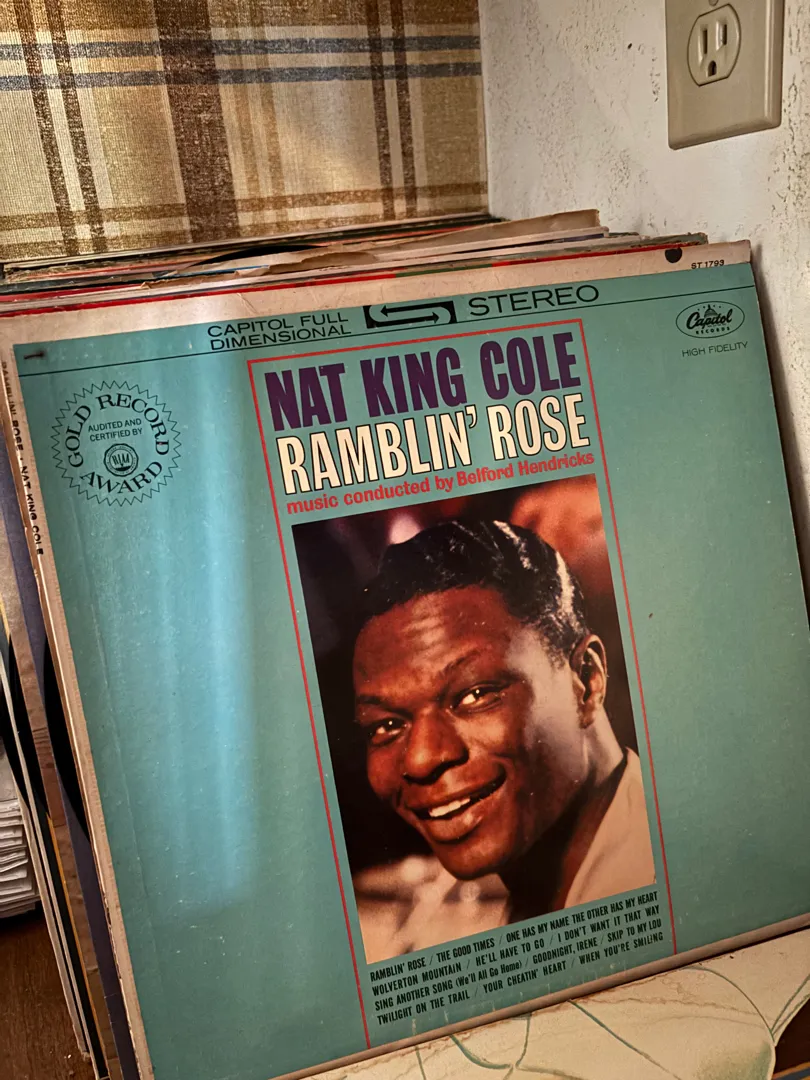 ST 1793
CAPITOL FULL
DIMENSIONAL
STEREO
Capitol
RECORDS
HIGH FIDELITY
GOLD RECORD
AUDITED AND
CERTIFIED BY
AWARD
NAT KING COLE
RAMBLIN' ROSE
music conducted by Belford Hendricks
RAMBLIN' ROSE / THE GOOD TIMES / ONE HAS MY NAME THE OTHER HAS MY HEART
WOLVERTON MOUNTAIN / HE'LL HAVE TO GO / I DON'T WANT IT THAT WAY
SING ANOTHER SONG (We'll All Go Home) / GOODNIGHT, IRENE / SKIP TO MY LOU
TWILIGHT ON THE TRAIL / YOUR CHEATIN' HEART / WHEN YOU'RE SMILING
RAMBLIN' ROSE · NAT KING COLE